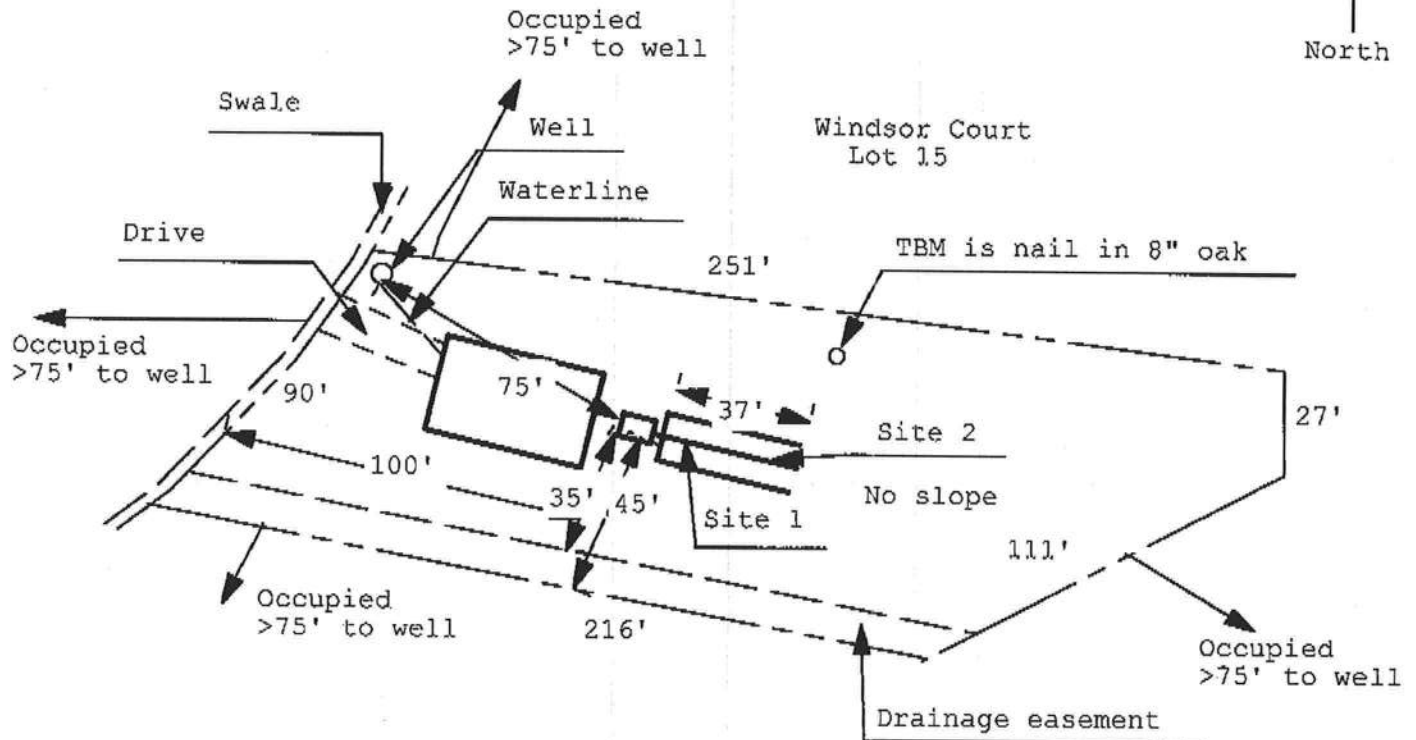 Occupied
>75' to well
North
Swale
Well
Windsor Court
Lot 15
Waterline
Drive
TBM is nail in 8" oak
251'
Occupied
>75' to well
90'
75'
37'
27'
Site 2
100'
35'
45'
No slope
Site 1
111'
Occupied
>75' to well
216'
Occupied
>75' to well
Drainage easement